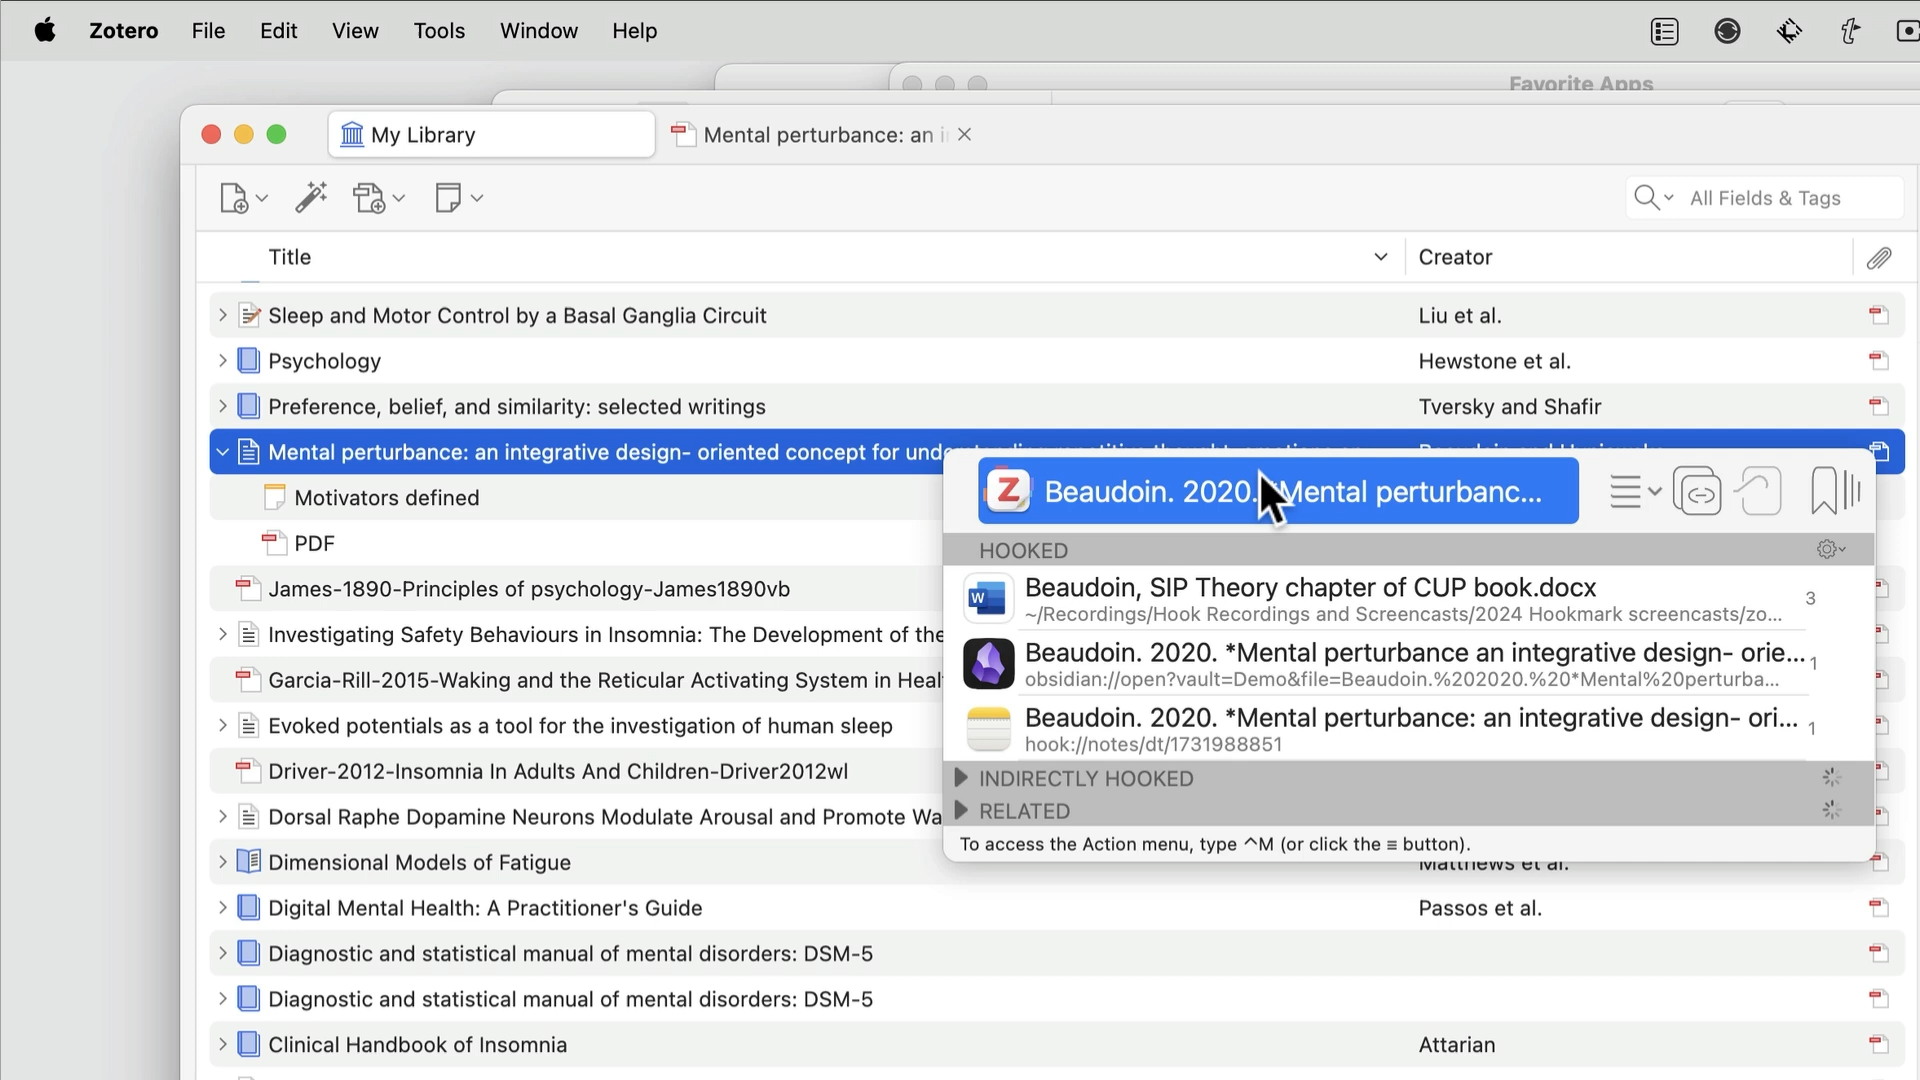 Zotero File Edit View Tools Window Help
Favorite Apps
My Library
Mental perturbance: an i
All Fields & Tags
Title
Creator
Sleep and Motor Control by a Basal Ganglia Circuit
Liu et al.
Psychology
Hewstone et al.
Preference, belief, and similarity: selected writings
Tversky and Shafir
Mental perturbance: an integrative design- oriented concept for unde
Beaudoin. 2020. *Mental perturbanc...
Motivators defined
HOOKED
PDF
Beaudoin, SIP Theory chapter of CUP book.docx
3
~/Recordings/Hook Recordings and Screencasts/2024 Hookmark screencasts/zo...
James-1890-Principles of psychology-James1890vb
Investigating Safety Behaviours in Insomnia: The Development of the
Beaudoin. 2020. *Mental perturbance an integrative design- orie...
1
obsidian://open?vault=Demo&file=Beaudoin.%202020.%20*Mental%20perturba...
Garcia-Rill-2015-Waking and the Reticular Activating System in Heal
Evoked potentials as a tool for the investigation of human sleep
Beaudoin. 2020. *Mental perturbance: an integrative design- ori...
1
hook://notes/dt/1731988851
Driver-2012-Insomnia In Adults And Children-Driver2012wl
INDIRECTLY HOOKED
Dorsal Raphe Dopamine Neurons Modulate Arousal and Promote Wa
RELATED
To access the Action menu, type ^M (or click the ≡ button).
Dimensional Models of Fatigue
Matthews et al.
Digital Mental Health: A Practitioner's Guide
Passos et al.
Diagnostic and statistical manual of mental disorders: DSM-5
Diagnostic and statistical manual of mental disorders: DSM-5
Clinical Handbook of Insomnia
Attarian